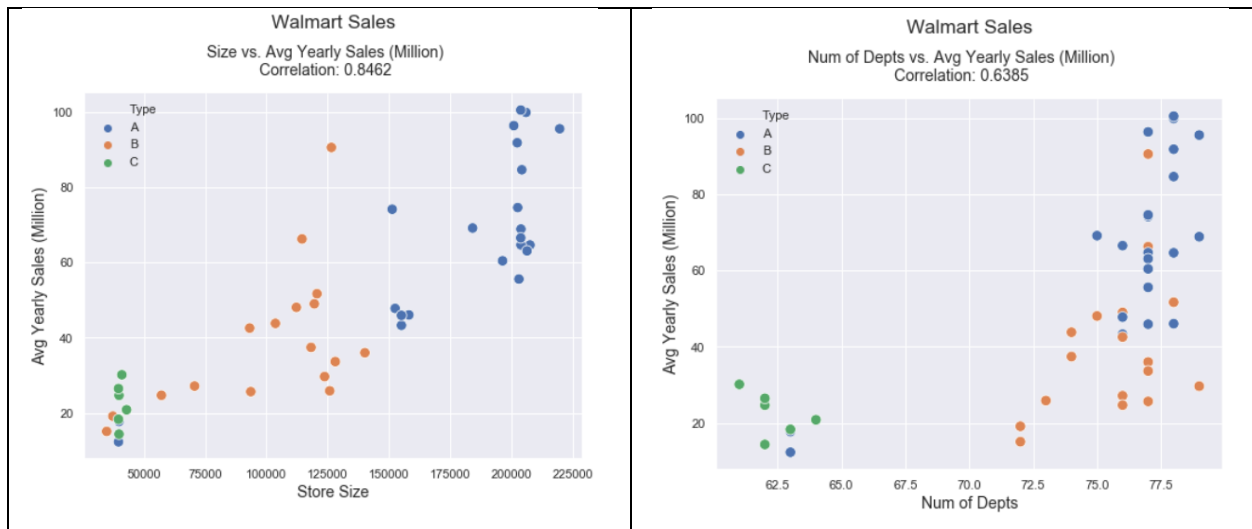 Walmart Sales
Size vs. Avg Yearly Sales (Million)
Correlation: 0.8462
Type
A
B
C
100
80
60
40
20
Avg Yearly Sales (Million)
50000 75000 100000 125000 150000 175000 200000 225000
Store Size
Walmart Sales
Num of Depts vs. Avg Yearly Sales (Million)
Correlation: 0.6385
Type
A
B
C
100
80
60
40
20
Avg Yearly Sales (Million)
62.5 65.0 67.5 70.0 72.5 75.0 77.5
Num of Depts